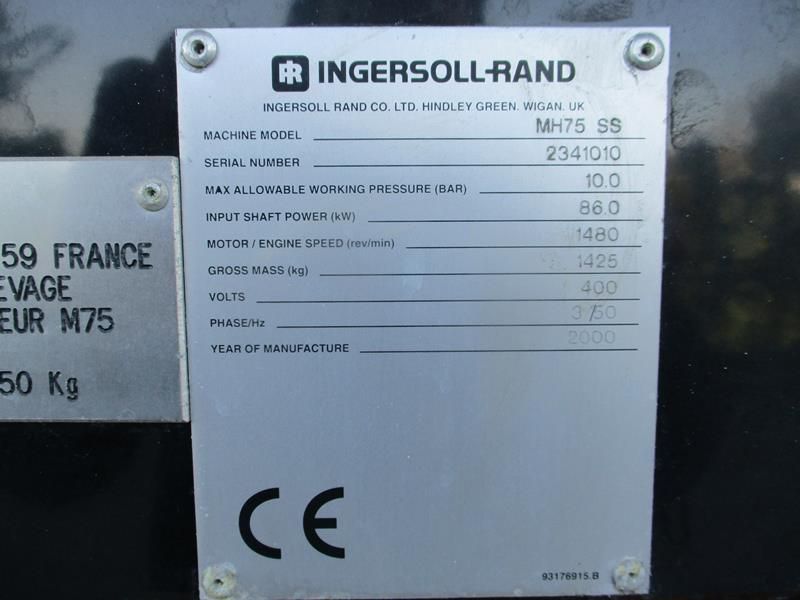 IR INGERSOLL-RAND
INGERSOLL RAND CO. LTD. HINDLEY GREEN. WIGAN. UK
MACHINE MODEL MH75 SS
SERIAL NUMBER 2341010
MAX ALLOWABLE WORKING PRESSURE (BAR) 10.0
INPUT SHAFT POWER (kW) 86.0
MOTOR / ENGINE SPEED (rev/min) 1480
GROSS MASS (kg) 1425
VOLTS 400
PHASE/Hz 3/50
YEAR OF MANUFACTURE 2000
CE
93176915.B
59 FRANCE
EVAGE
EUR M75
50 Kg